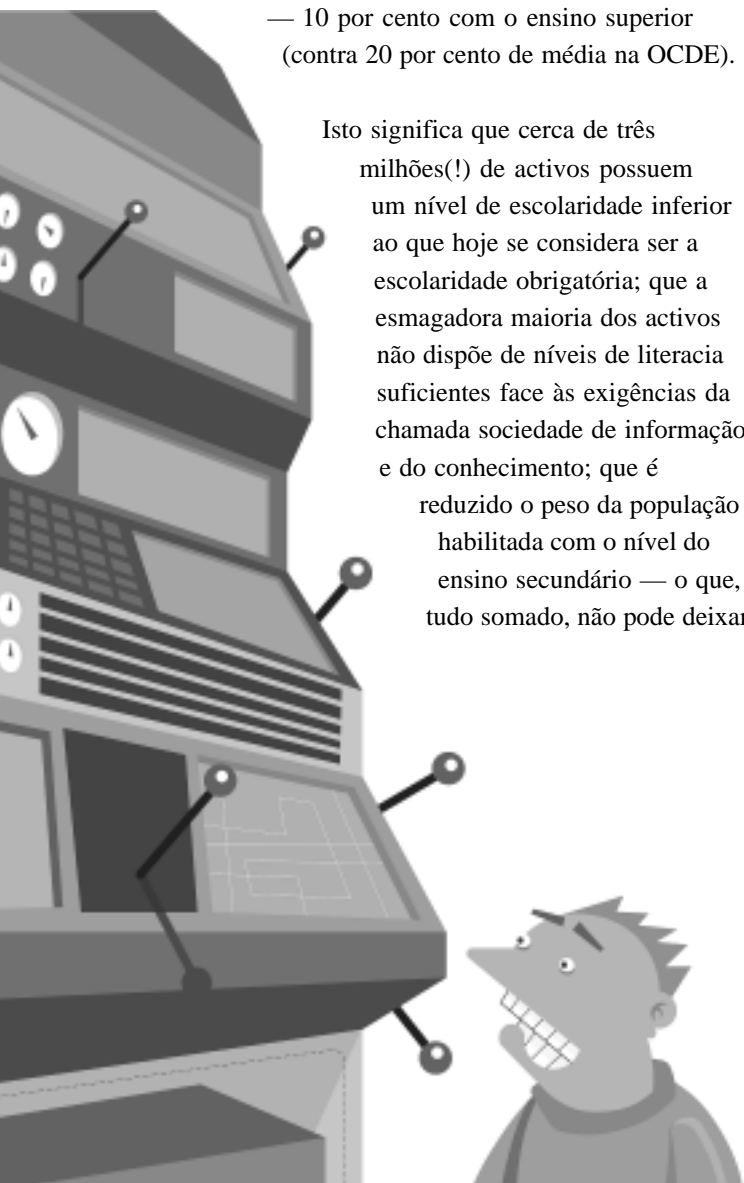 — 10 por cento com o ensino superior
(contra 20 por cento de média na OCDE).
Isto significa que cerca de três
milhões(!) de activos possuem
um nível de escolaridade inferior
ao que hoje se considera ser a
escolaridade obrigatória; que a
esmagadora maioria dos activos
não dispõe de níveis de literacia
suficientes face às exigências da
chamada sociedade de informação
e do conhecimento; que é
reduzido o peso da população
habilitada com o nível do
ensino secundário — o que,
tudo somado, não pode deixar